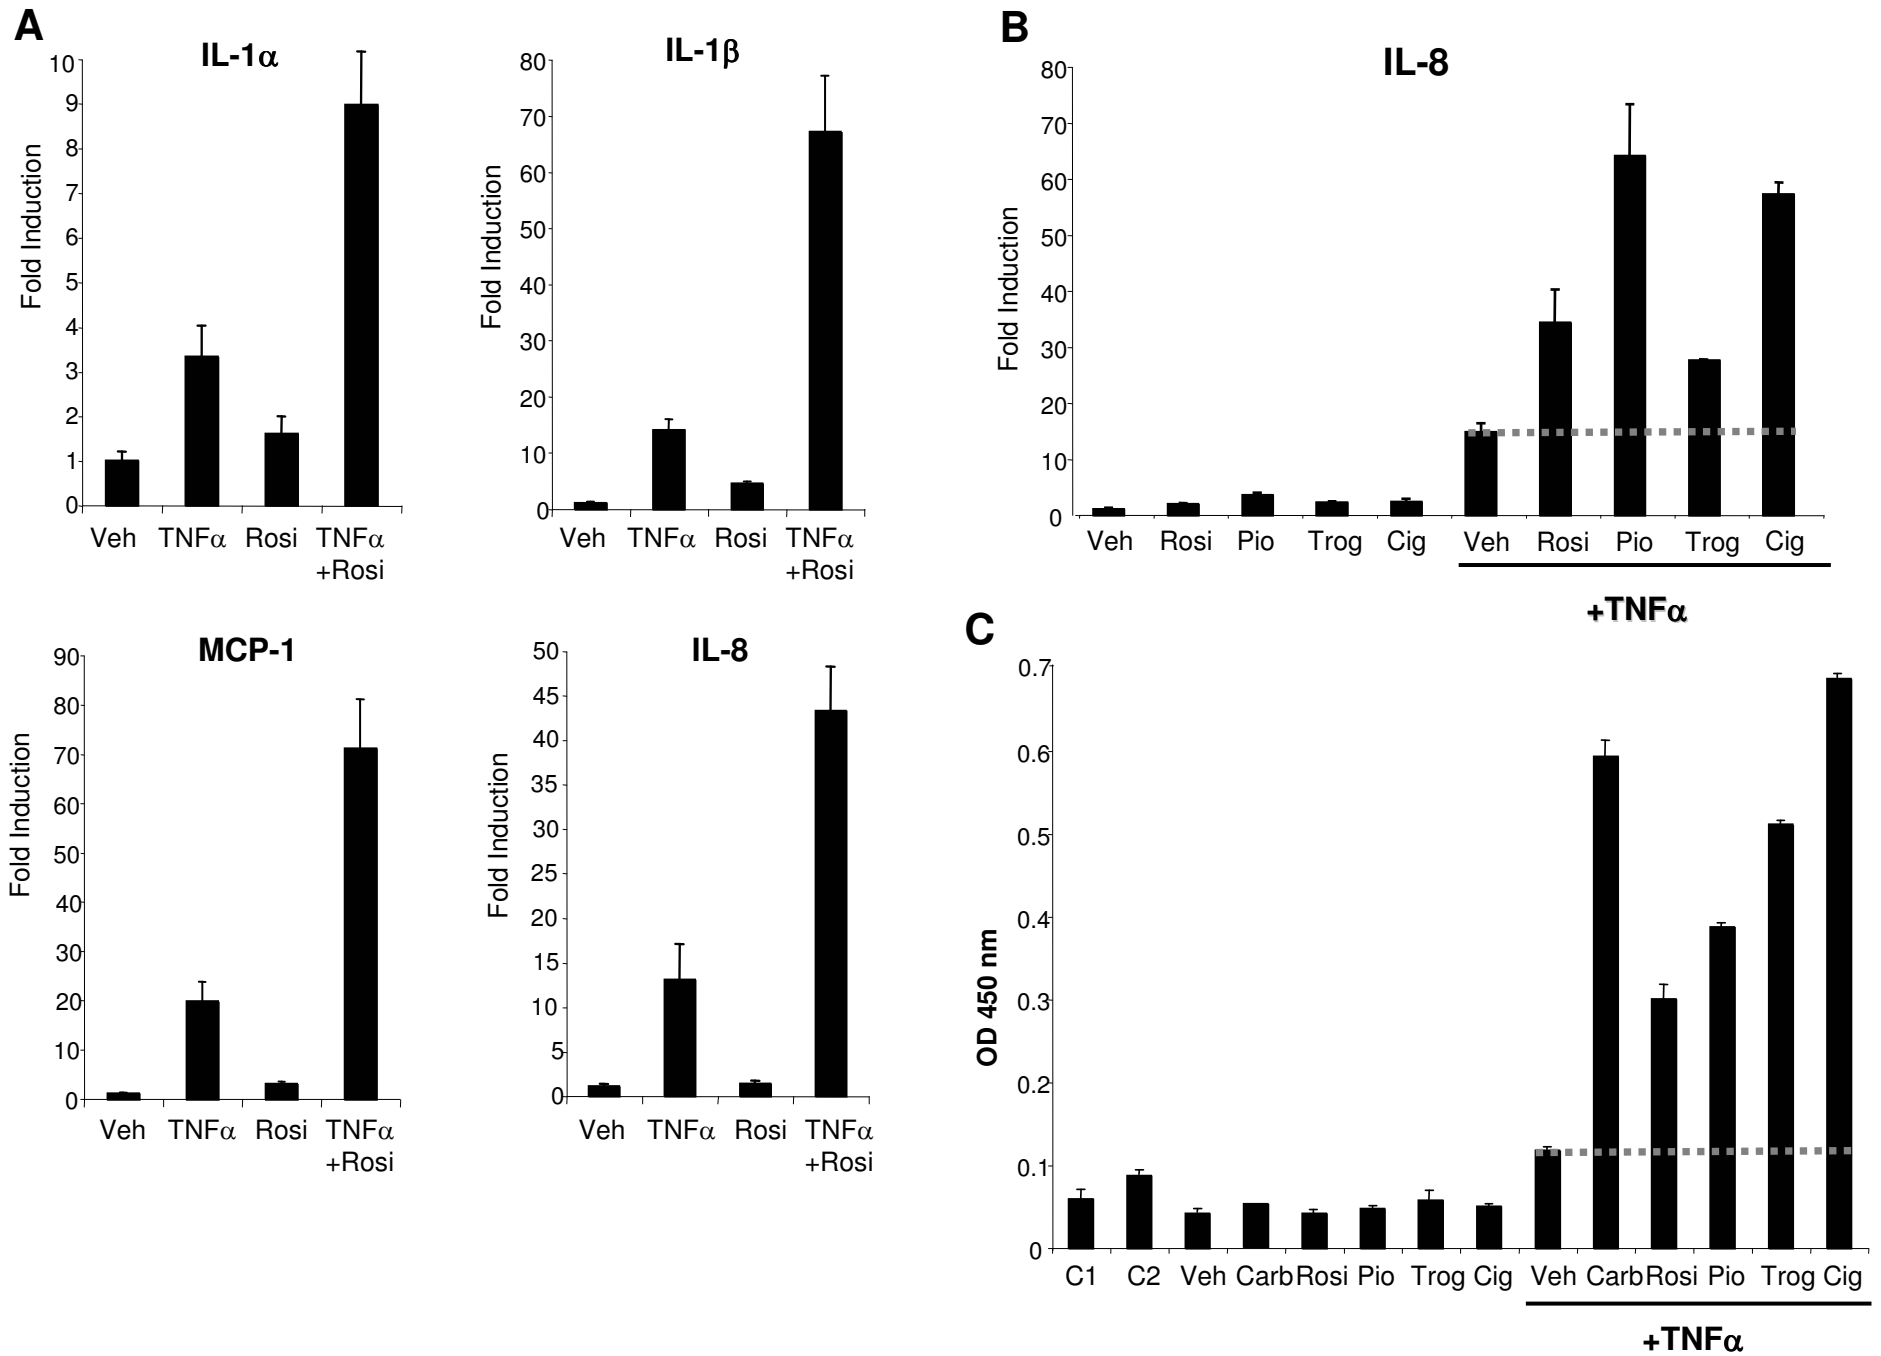 A
IL-1α
Fold Induction
10
9
8
7
6
5
4
3
2
1
0
Veh TNFα Rosi TNFα
+Rosi
IL-1β
Fold Induction
80
70
60
50
40
30
20
10
0
Veh TNFα Rosi TNFα
+Rosi
MCP-1
Fold Induction
90
80
70
60
50
40
30
20
10
0
Veh TNFα Rosi TNFα
+Rosi
IL-8
Fold Induction
50
45
40
35
30
25
20
15
10
5
0
Veh TNFα Rosi TNFα
+Rosi
B
IL-8
Fold Induction
80
70
60
50
40
30
20
10
0
Veh Rosi Pio Trog Cig Veh Rosi Pio Trog Cig
+TNFα
C
OD 450 nm
0.7
0.6
0.5
0.4
0.3
0.2
0.1
0
C1 C2 Veh Carb Rosi Pio Trog Cig Veh Carb Rosi Pio Trog Cig
+TNFα